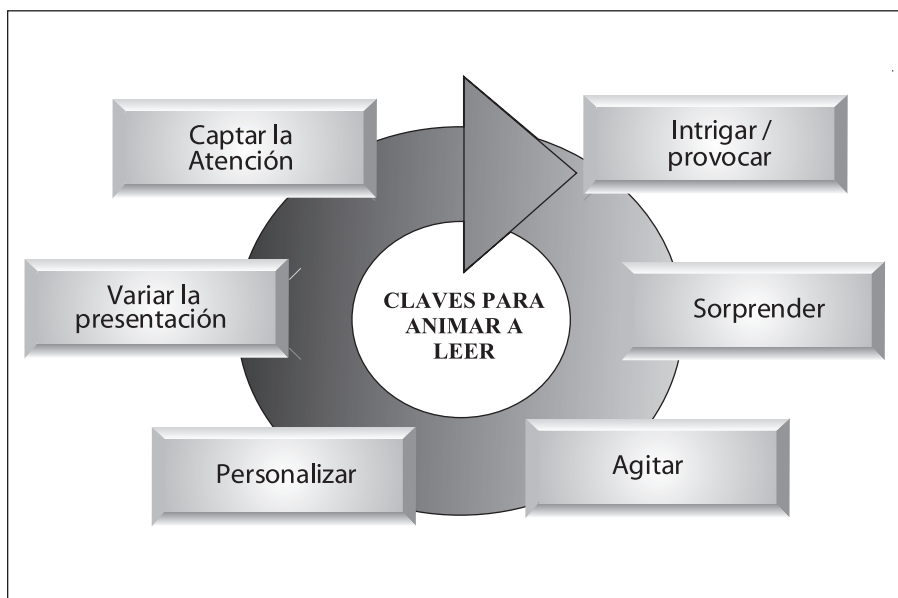 Captar la
Atención
Intrigar /
provocar
Variar la
presentación
CLAVES PARA
ANIMAR A
LEER
Sorprender
Personalizar
Agitar